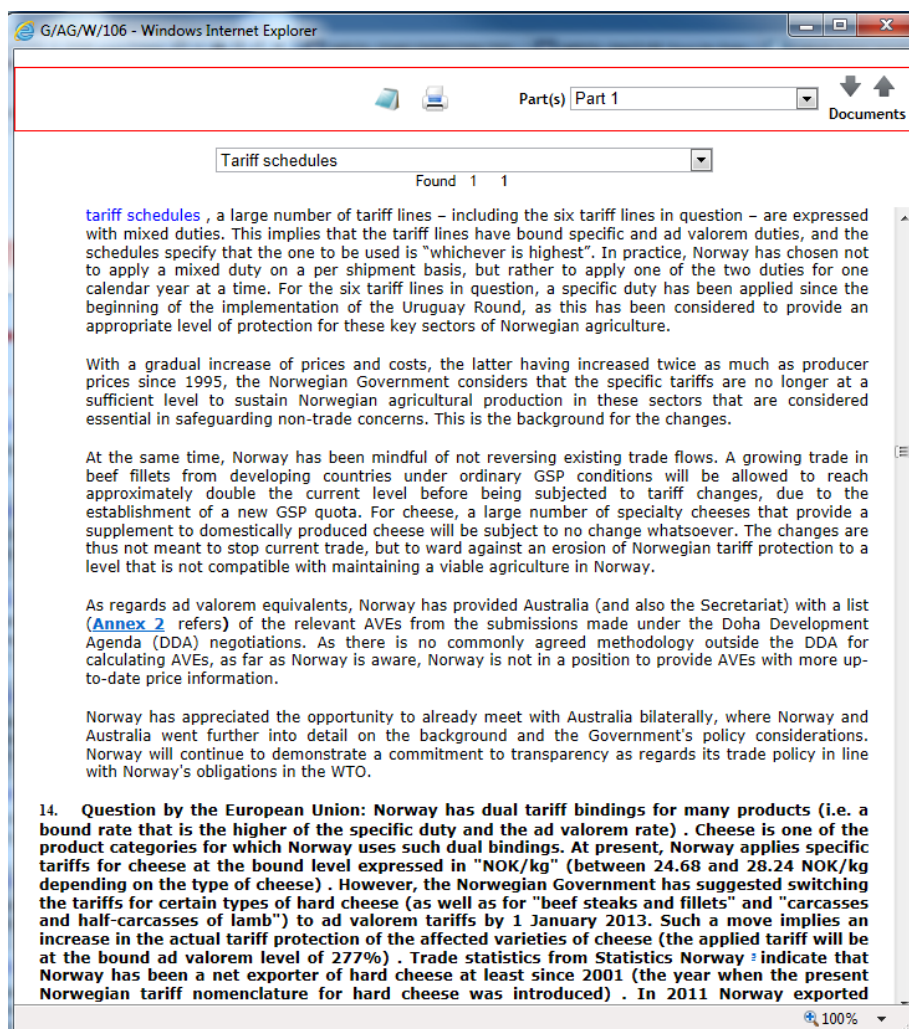 G/AG/W/106 - Windows Internet Explorer
Part(s) Part 1
Documents
Tariff schedules
Found 1 1
tariff schedules , a large number of tariff lines – including the six tariff lines in question – are expressed
with mixed duties. This implies that the tariff lines have bound specific and ad valorem duties, and the
schedules specify that the one to be used is “whichever is highest”. In practice, Norway has chosen not
to apply a mixed duty on a per shipment basis, but rather to apply one of the two duties for one
calendar year at a time. For the six tariff lines in question, a specific duty has been applied since the
beginning of the implementation of the Uruguay Round, as this has been considered to provide an
appropriate level of protection for these key sectors of Norwegian agriculture.
With a gradual increase of prices and costs, the latter having increased twice as much as producer
prices since 1995, the Norwegian Government considers that the specific tariffs are no longer at a
sufficient level to sustain Norwegian agricultural production in these sectors that are considered
essential in safeguarding non-trade concerns. This is the background for the changes.
At the same time, Norway has been mindful of not reversing existing trade flows. A growing trade in
beef fillets from developing countries under ordinary GSP conditions will be allowed to reach
approximately double the current level before being subjected to tariff changes, due to the
establishment of a new GSP quota. For cheese, a large number of specialty cheeses that provide a
supplement to domestically produced cheese will be subject to no change whatsoever. The changes are
thus not meant to stop current trade, but to ward against an erosion of Norwegian tariff protection to a
level that is not compatible with maintaining a viable agriculture in Norway.
As regards ad valorem equivalents, Norway has provided Australia (and also the Secretariat) with a list
(Annex 2 refers) of the relevant AVEs from the submissions made under the Doha Development
Agenda (DDA) negotiations. As there is no commonly agreed methodology outside the DDA for
calculating AVEs, as far as Norway is aware, Norway is not in a position to provide AVEs with more up-
to-date price information.
Norway has appreciated the opportunity to already meet with Australia bilaterally, where Norway and
Australia went further into detail on the background and the Government's policy considerations.
Norway will continue to demonstrate a commitment to transparency as regards its trade policy in line
with Norway's obligations in the WTO.
14. Question by the European Union: Norway has dual tariff bindings for many products (i.e. a
bound rate that is the higher of the specific duty and the ad valorem rate) . Cheese is one of the
product categories for which Norway uses such dual bindings. At present, Norway applies specific
tariffs for cheese at the bound level expressed in "NOK/kg" (between 24.68 and 28.24 NOK/kg
depending on the type of cheese) . However, the Norwegian Government has suggested switching
the tariffs for certain types of hard cheese (as well as for "beef steaks and fillets" and "carcasses
and half-carcasses of lamb") to ad valorem tariffs by 1 January 2013. Such a move implies an
increase in the actual tariff protection of the affected varieties of cheese (the applied tariff will be
at the bound ad valorem level of 277%) . Trade statistics from Statistics Norway indicate that
Norway has been a net exporter of hard cheese at least since 2001 (the year when the present
Norwegian tariff nomenclature for hard cheese was introduced) . In 2011 Norway exported
100%